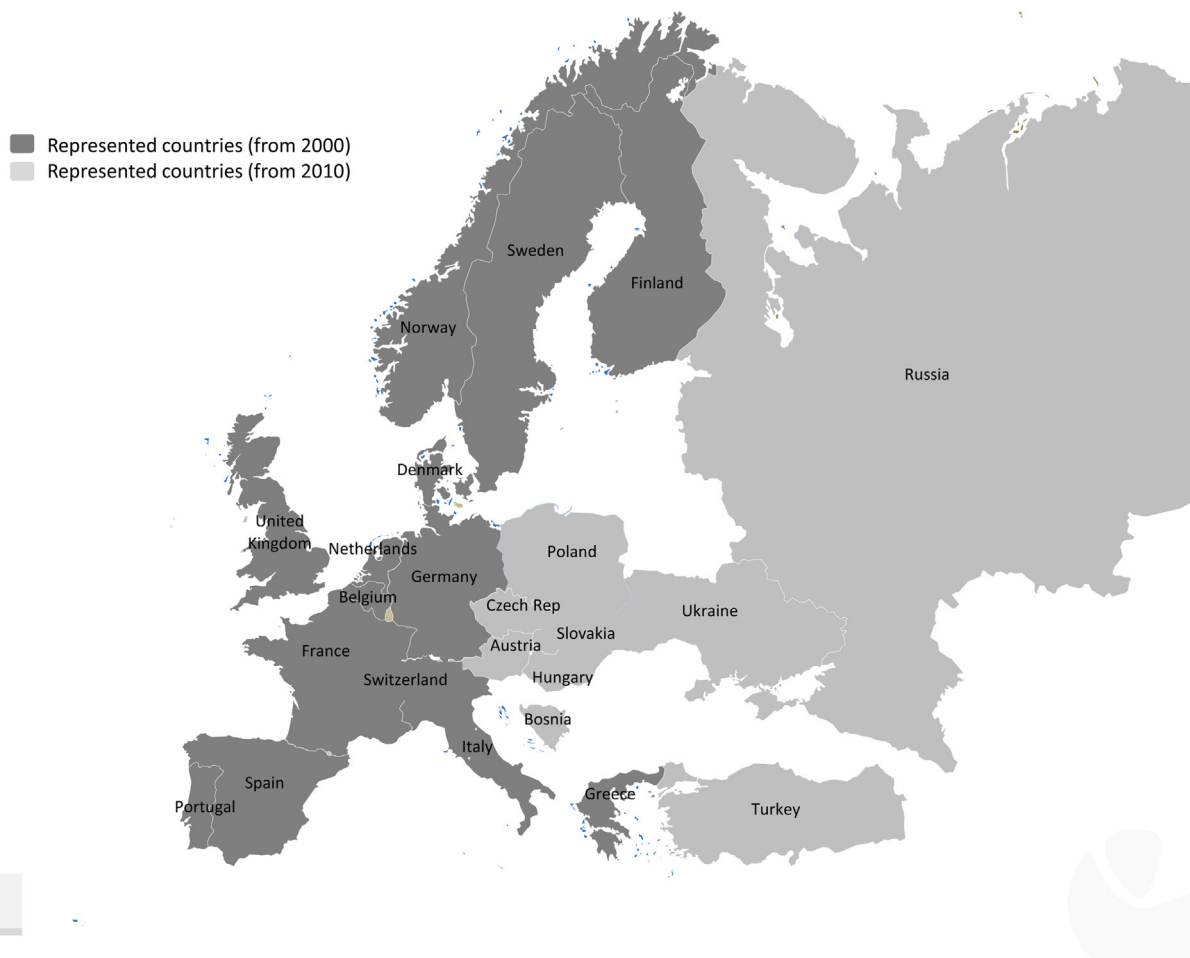 Represented countries (from 2000)
Represented countries (from 2010)
Sweden
Finland
Norway
Russia
Denmark
United
Kingdom
Netherlands
Poland
Germany
Belgium
Czech Rep
Ukraine
Slovakia
Austria
France
Hungary
Switzerland
Bosnia
Italy
Spain
Greece
Portugal
Turkey